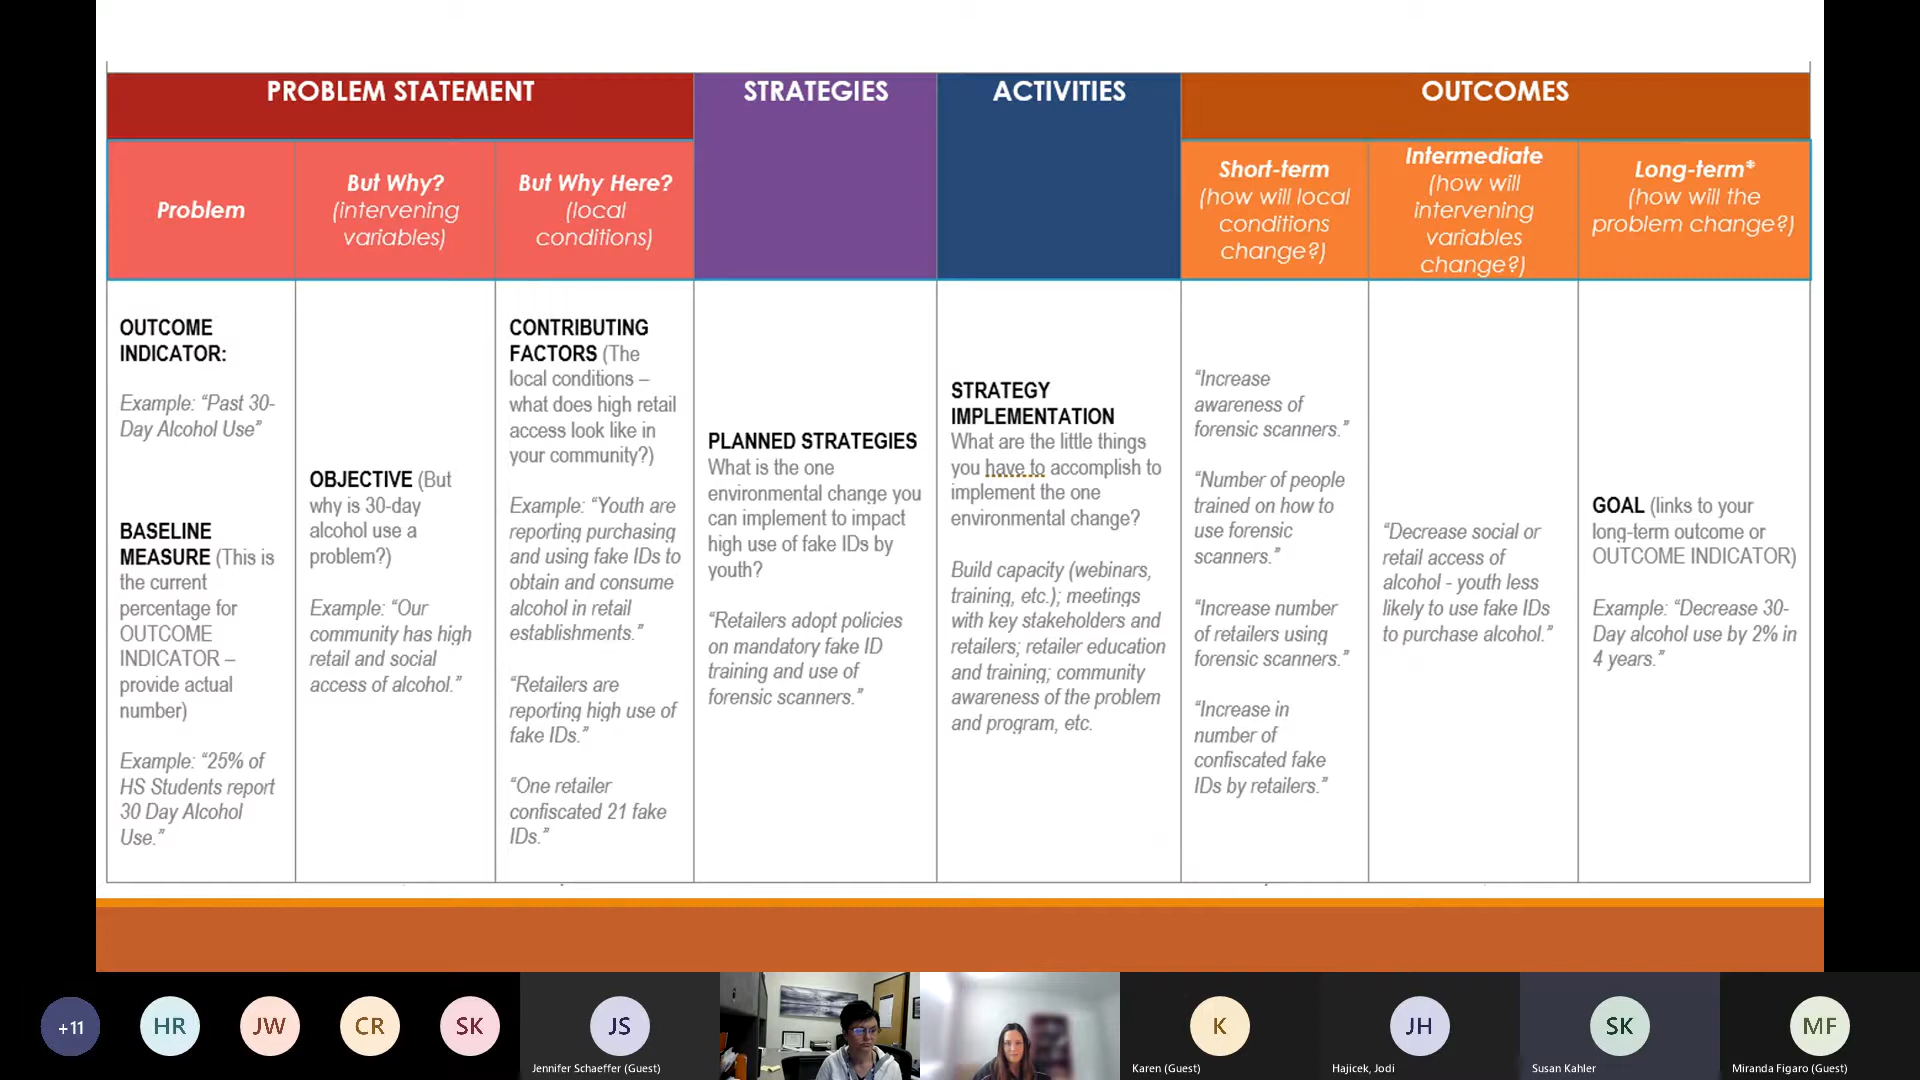 PROBLEM STATEMENT
STRATEGIES
ACTIVITIES
OUTCOMES
Problem
But Why?
(intervening
variables)
But Why Here?
(local
conditions)
Short-term
(how will local
conditions
change?)
Intermediate
(how will
intervening
variables
change?)
Long-term*
(how will the
problem change?)
OUTCOME
INDICATOR:
Example: “Past 30-
Day Alcohol Use”
BASELINE
MEASURE (This is
the current
percentage for
OUTCOME
INDICATOR –
provide actual
number)
Example: “25% of
HS Students report
30 Day Alcohol
Use.”
OBJECTIVE (But
why is 30-day
alcohol use a
problem?)
Example: “Our
community has high
retail and social
access of alcohol.”
CONTRIBUTING
FACTORS (The
local conditions –
what does high retail
access look like in
your community?)
Example: “Youth are
reporting purchasing
and using fake IDs to
obtain and consume
alcohol in retail
establishments.”
“Retailers are
reporting high use of
fake IDs.”
“One retailer
confiscated 21 fake
IDs.”
PLANNED STRATEGIES
What is the one
environmental change you
can implement to impact
high use of fake IDs by
youth?
“Retailers adopt policies
on mandatory fake ID
training and use of
forensic scanners.”
STRATEGY
IMPLEMENTATION
What are the little things
you have to accomplish to
implement the one
environmental change?
Build capacity (webinars,
training, etc.); meetings
with key stakeholders and
retailers; retailer education
and training; community
awareness of the problem
and program, etc.
“Increase
awareness of
forensic scanners.”
“Number of people
trained on how to
use forensic
scanners.”
“Increase number
of retailers using
forensic scanners.”
“Increase in
number of
confiscated fake
IDs by retailers.”
“Decrease social or
retail access of
alcohol - youth less
likely to use fake IDs
to purchase alcohol.”
GOAL (links to your
long-term outcome or
OUTCOME INDICATOR)
Example: “Decrease 30-
Day alcohol use by 2% in
4 years.”
+11
HR
JW
CR
SK
JS
Jennifer Schaeffer (Guest)
K
Karen (Guest)
JH
Hajicek, Jodi
SK
Susan Kahler
MF
Miranda Figaro (Guest)